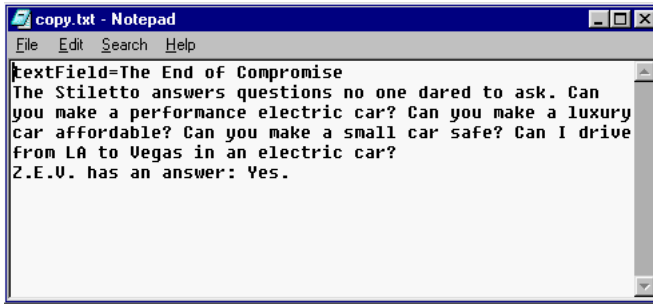 copy.txt - Notepad
File Edit Search Help
textField=The End of Compromise
The Stiletto answers questions no one dared to ask. Can
you make a performance electric car? Can you make a luxury
car affordable? Can you make a small car safe? Can I drive
from LA to Vegas in an electric car?
Z.E.V. has an answer: Yes.